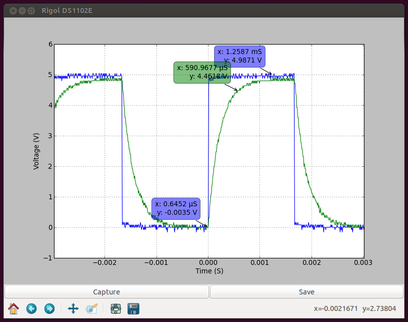 Rigol DS1102E
6
5
4
3
2
1
0
−1
Voltage (V)
x: 1.2587 mS
y: 4.9871 V
x: 590.9677 µS
x: 0.6452 µS
y: -0.0035 V
−0.002
−0.001
0.000
0.001
0.002
0.003
Time (S)
Capture
Save
x=-0.0021671 y=2.73804